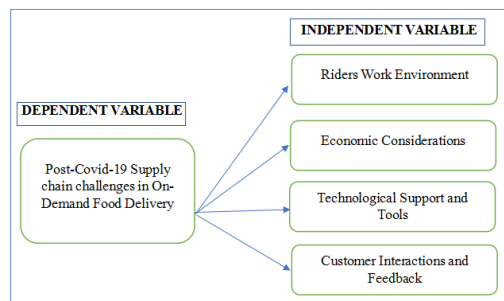 INDEPENDENT VARIABLE
Riders Work Environment
DEPENDENT VARIABLE
Economic Considerations
Post-Covid-19 Supply
chain challenges in On-
Demand Food Delivery
Technological Support and
Tools
Customer Interactions and
Feedback